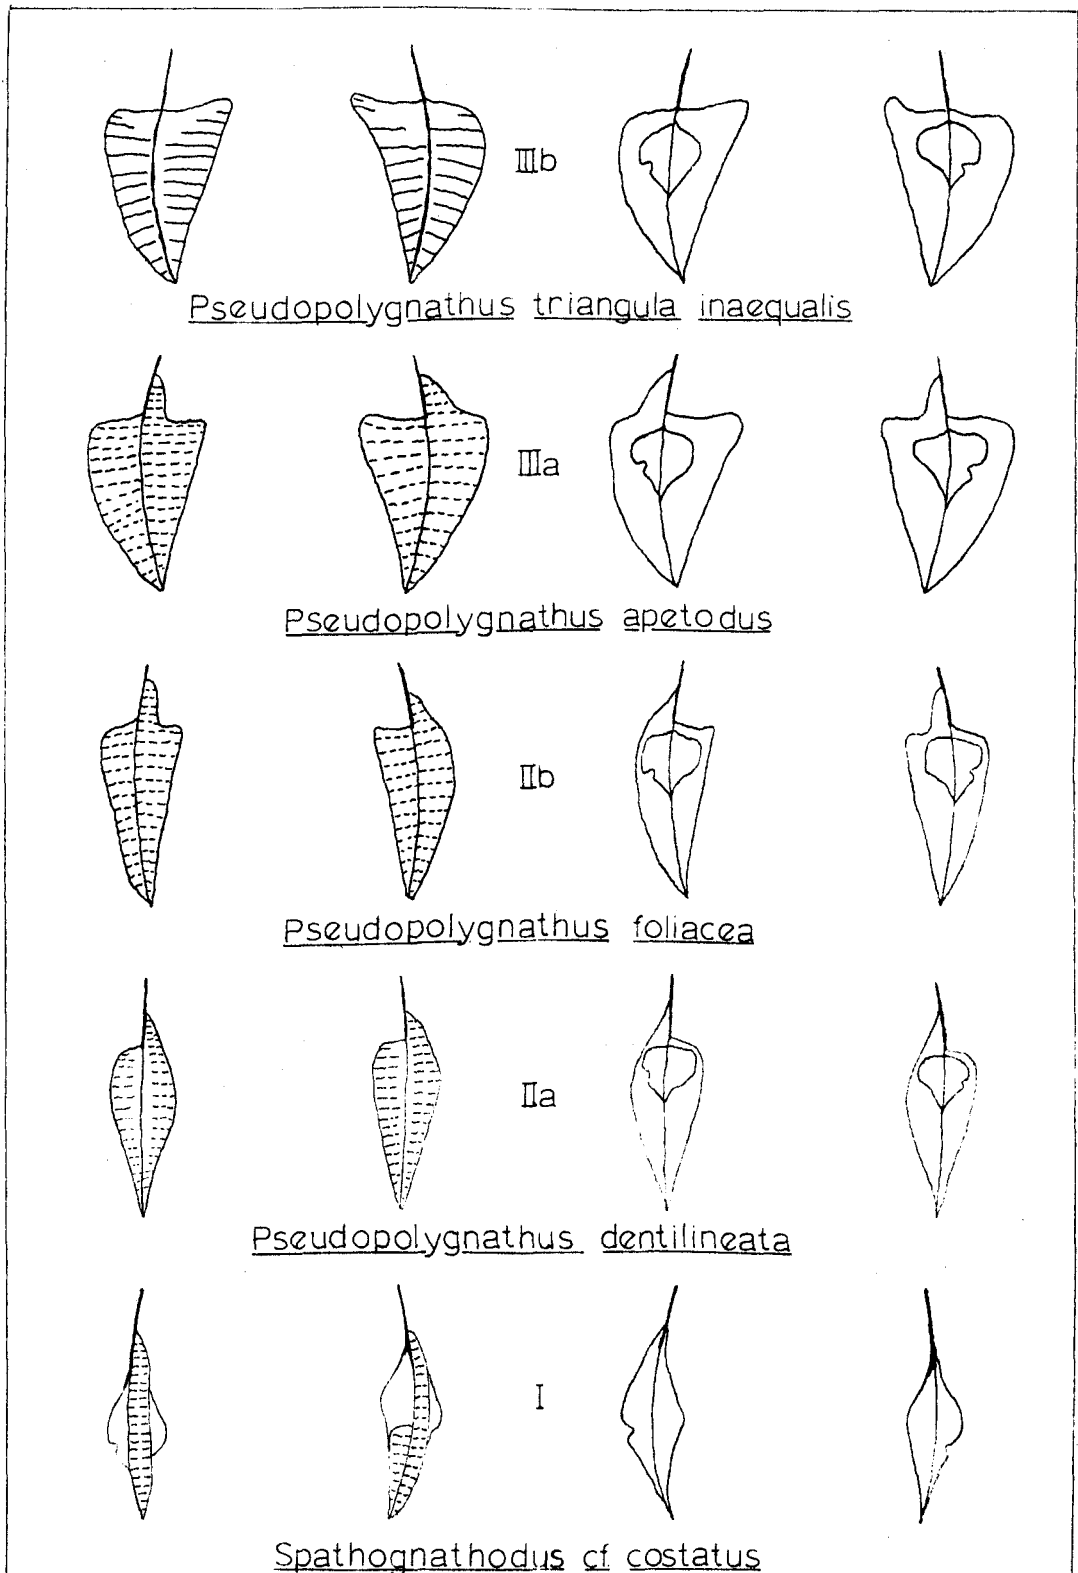 IIIb
Pseudopolygnathus triangula inaequalis
IIIa
Pseudopolygnathus apetodus
IIb
Pseudopolygnathus foliacea
IIa
Pseudopolygnathus dentilineata
I
Spathognathodus cf costatus